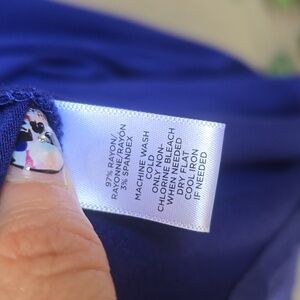 97% RAYON/
RAYONNE/RAYÓN
3% SPANDEX
MACHINE WASH
COLD
ONLY NON-
CHLORINE BLEACH
WHEN NEEDED
DRY FLAT
COOL IRON
IF NEEDED